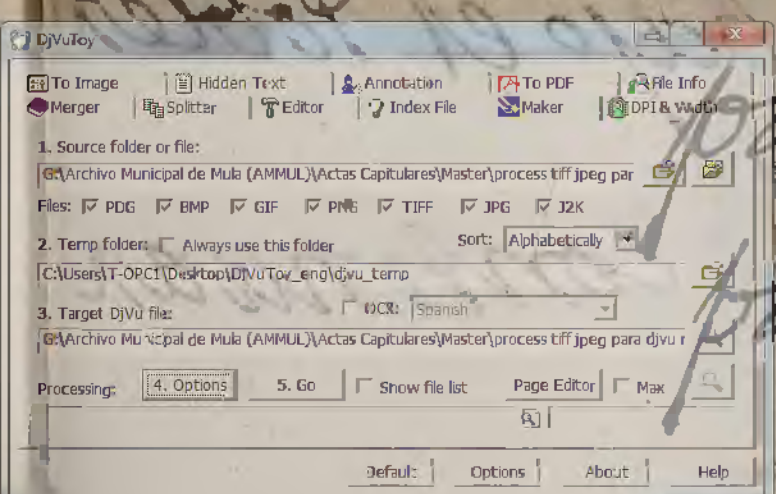 DjVuToy
To Image Hidden Text Annotation To PDF File Info
Merger Splitter Editor Index File Maker DPI & Width
1. Source folder or file:
G:\Archivo Municipal de Mula (AMMUL)\Actas Capitulares\Master\process tiff jpeg par
Files: PDG BMP GIF PNG TIFF JPG J2K
2. Temp folder: Always use this folder Sort: Alphabetically
C:\Users\T-OPC1\Desktop\DjVuToy_eng\djvu_temp
3. Target DjVu file: OCR: Spanish
G:\Archivo Municipal de Mula (AMMUL)\Actas Capitulares\Master\process tiff jpeg para djvu r
Processing: 4. Options 5. Go Show file list Page Editor Max
Default Options About Help